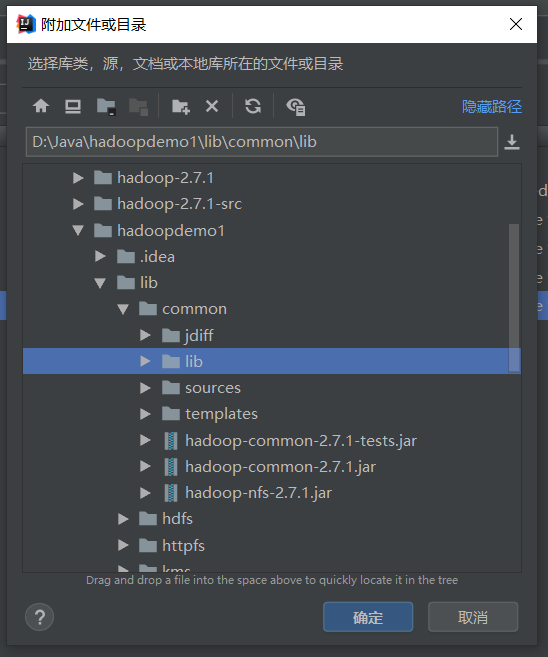 附加文件或目录
选择库类，源，文档或本地库所在的文件或目录
隐藏路径
D:\Java\hadoopdemo1\lib\common\lib
hadoop-2.7.1
hadoop-2.7.1-src
hadoopdemo1
.idea
lib
common
jdiff
lib
sources
templates
hadoop-common-2.7.1-tests.jar
hadoop-common-2.7.1.jar
hadoop-nfs-2.7.1.jar
hdfs
httpfs
kms
Drag and drop a file into the space above to quickly locate it in the tree
?
确定
取消